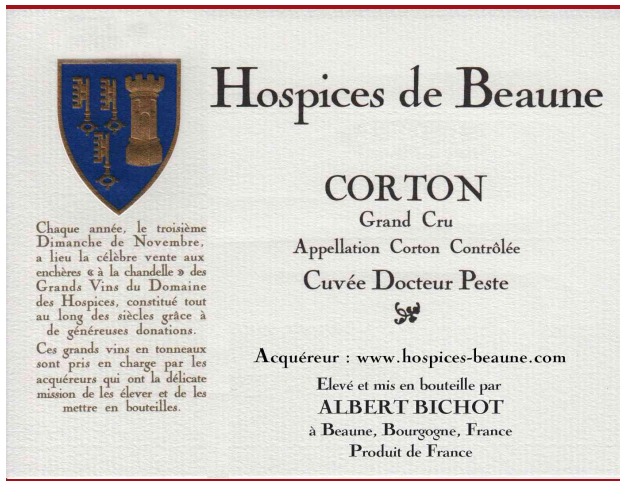 Hospices de Beaune
CORTON
Grand Cru
Appellation Corton Contrôlée
Cuvée Docteur Peste
Chaque année, le troisième
Dimanche de Novembre,
a lieu la célèbre vente aux
enchères « à la chandelle » des
Grands Vins du Domaine
des Hospices, constitué tout
au long des siècles grâce à
de généreuses donations.
Ces grands vins en tonneaux
sont pris en charge par les
acquéreurs qui ont la délicate
mission de les élever et de les
mettre en bouteilles.
Acquéreur : www.hospices-beaune.com
Elevé et mis en bouteille par
ALBERT BICHOT
à Beaune, Bourgogne, France
Produit de France